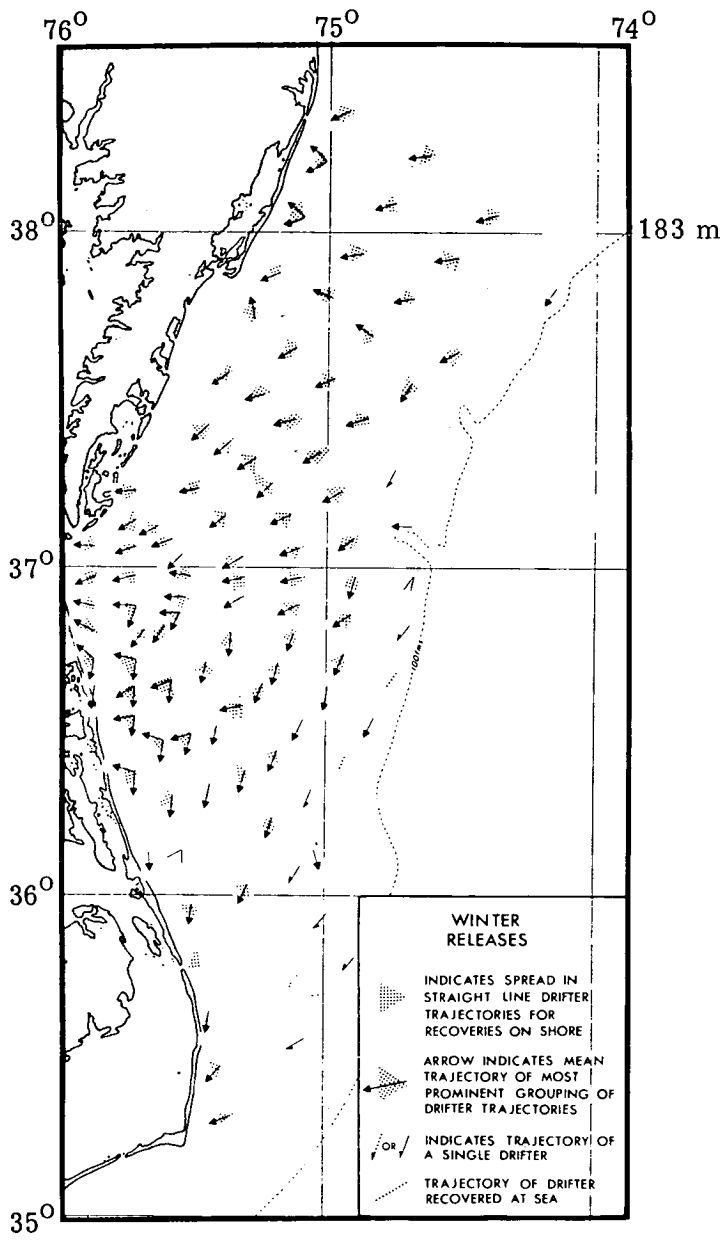 76° 75° 74°
38°
183 m
37°
100 fms
36°
WINTER
RELEASES
INDICATES SPREAD IN
STRAIGHT LINE DRIFTER
TRAJECTORIES FOR
RECOVERIES ON SHORE
ARROW INDICATES MEAN
TRAJECTORY OF MOST
PROMINENT GROUPING OF
DRIFTER TRAJECTORIES
OR INDICATES TRAJECTORY OF
A SINGLE DRIFTER
TRAJECTORY OF DRIFTER
RECOVERED AT SEA
35°